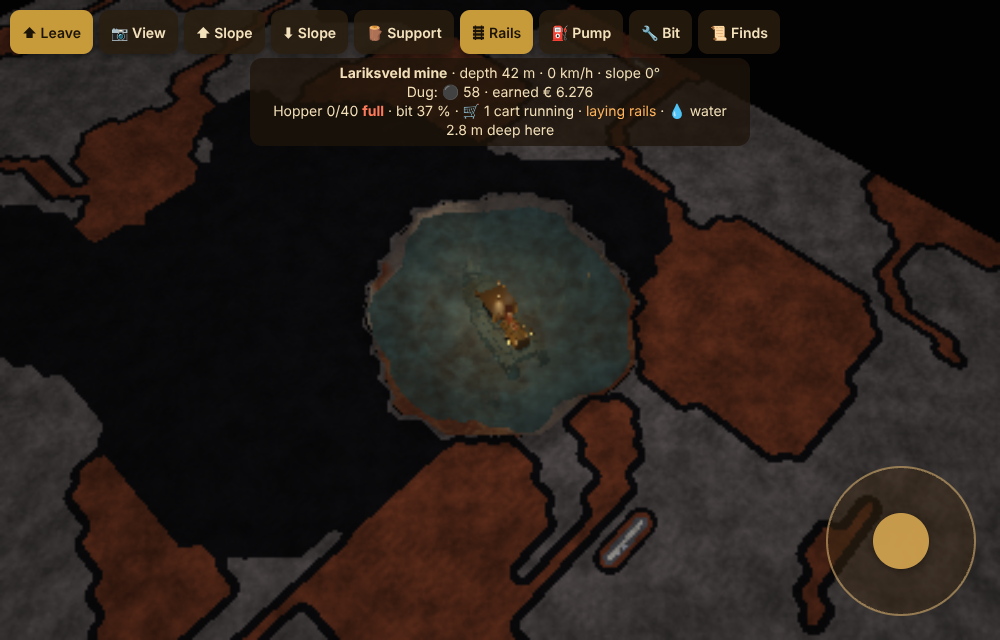 ⬆ Leave 📷 View ⬆ Slope ⬇ Slope 🪵 Support 🛤 Rails ⛽ Pump 🔧 Bit 📜 Finds
Lariksveld mine · depth 42 m · 0 km/h · slope 0°
Dug: ⚫ 58 · earned € 6.276
Hopper 0/40 full · bit 37 % · 🛒 1 cart running · laying rails · 💧 water
2.8 m deep here